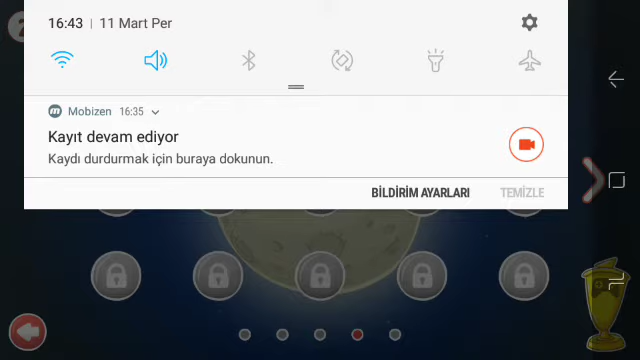 16:43 | 11 Mart Per
Mobizen 16:35
Kayıt devam ediyor
Kaydı durdurmak için buraya dokunun.
BİLDİRİM AYARLARI TEMİZLE